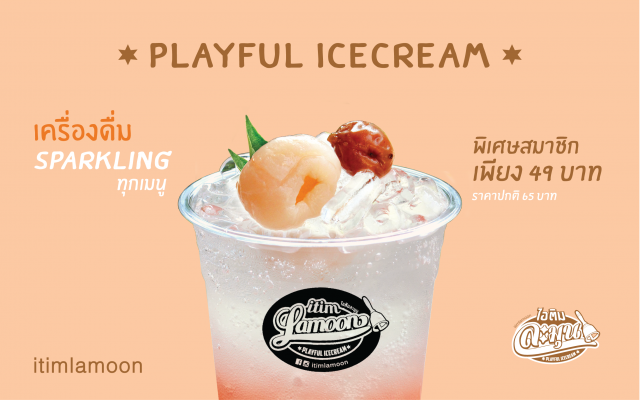 PLAYFUL ICECREAM
เครื่องดื่ม
SPARKLING
ทุกเมนู
พิเศษสมาชิก
เพียง 49 บาท
ราคาปกติ 65 บาท
itim
Lamoon
PLAYFUL ICECREAM
itimlamoon
ไอติม
ละมุน
PLAYFUL ICECREAM
itimlamoon